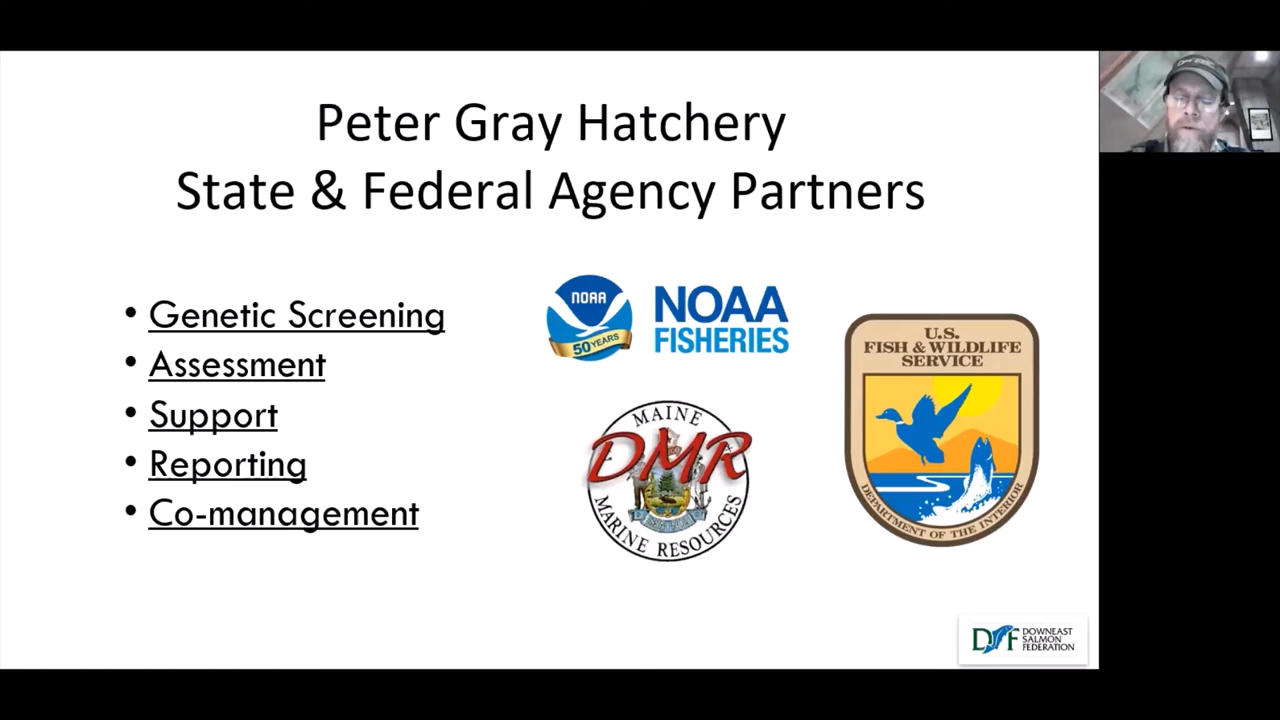 Peter Gray Hatchery
State & Federal Agency Partners
• Genetic Screening
• Assessment
• Support
• Reporting
• Co-management
NOAA
50 YEARS
NOAA
FISHERIES
MAINE
DMR
MARINE RESOURCES
U.S.
FISH & WILDLIFE
SERVICE
DEPARTMENT OF THE INTERIOR
DSF
DOWNEAST
SALMON
FEDERATION